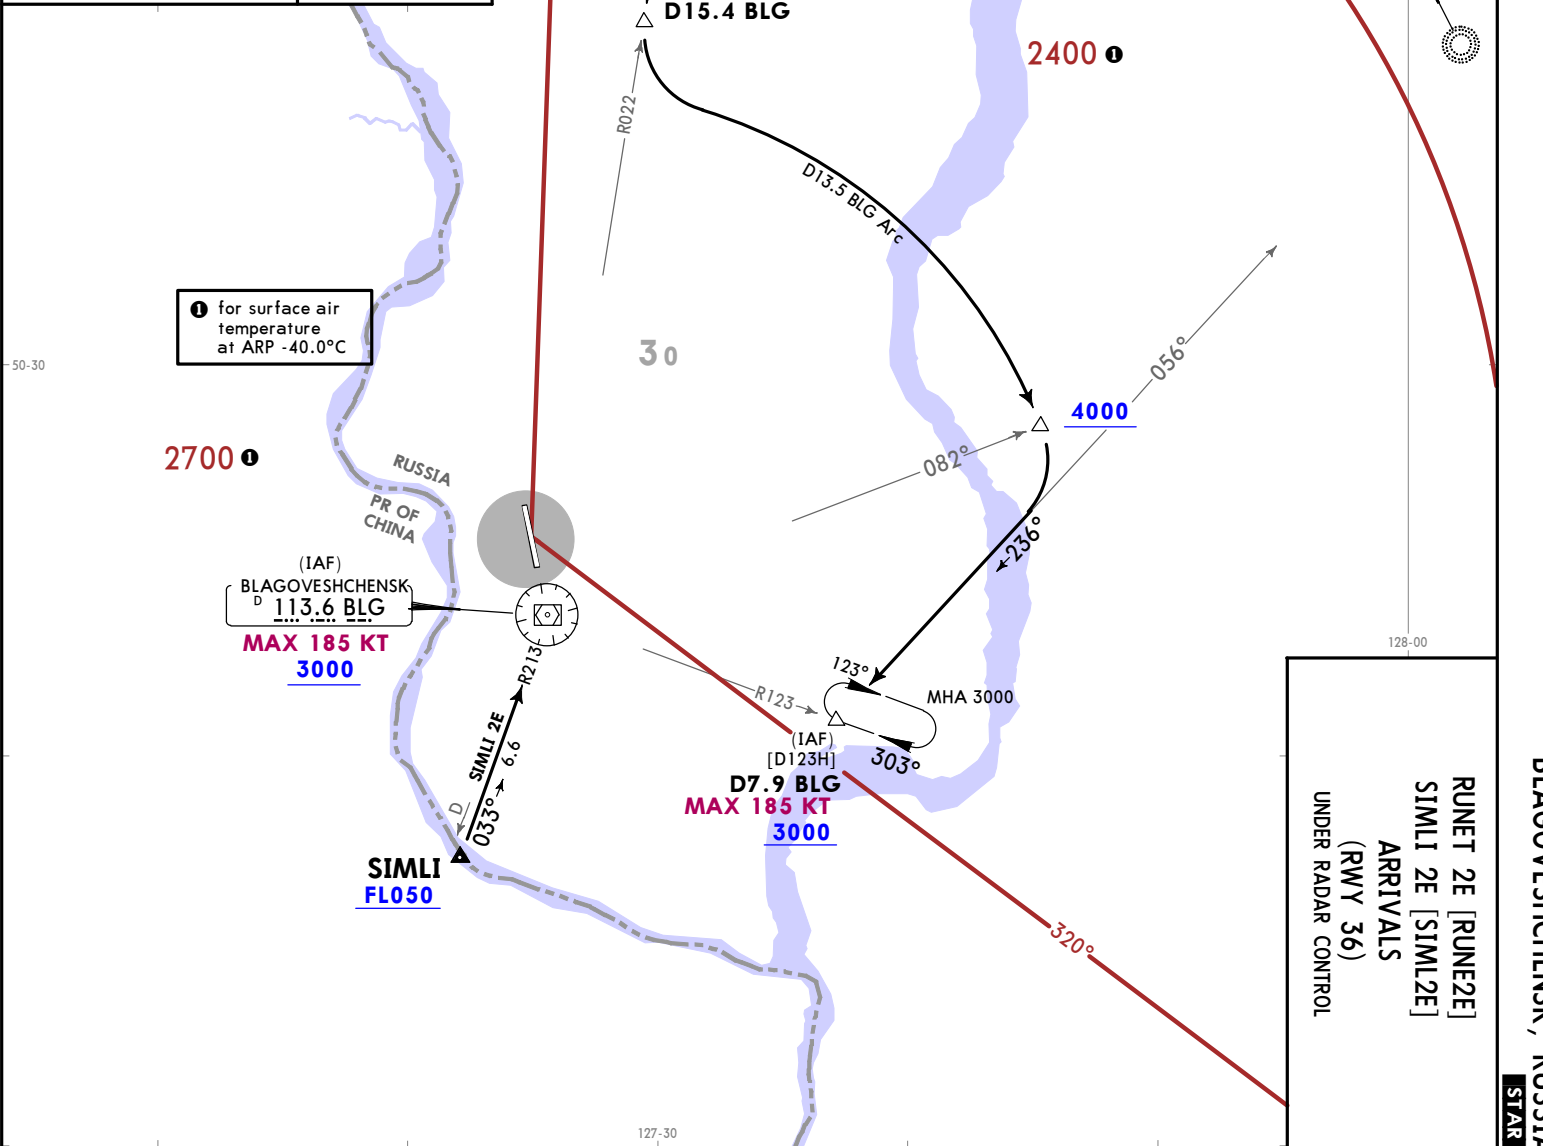 D15.4 BLG
2400 ❶
R022
D13.5 BLG Arc
❶ for surface air
temperature
at ARP -40.0°C
50-30
30
056°
4000
082°
2700 ❶
RUSSIA
PR OF
CHINA
236°
(IAF)
BLAGOVESHCHENSK
D 113.6 BLG
MAX 185 KT
3000
R213
128-00
123°
MHA 3000
R123
303°
(IAF)
[D123H]
D7.9 BLG
MAX 185 KT
3000
SIMLI 2E
6.6
D
033°
SIMLI
FL050
320°
127-30
BLAGOVESHCHENSK, RUSSIA
STAR
RUNET 2E [RUNE2E]
SIMLI 2E [SIML2E]
ARRIVALS
(RWY 36)
UNDER RADAR CONTROL